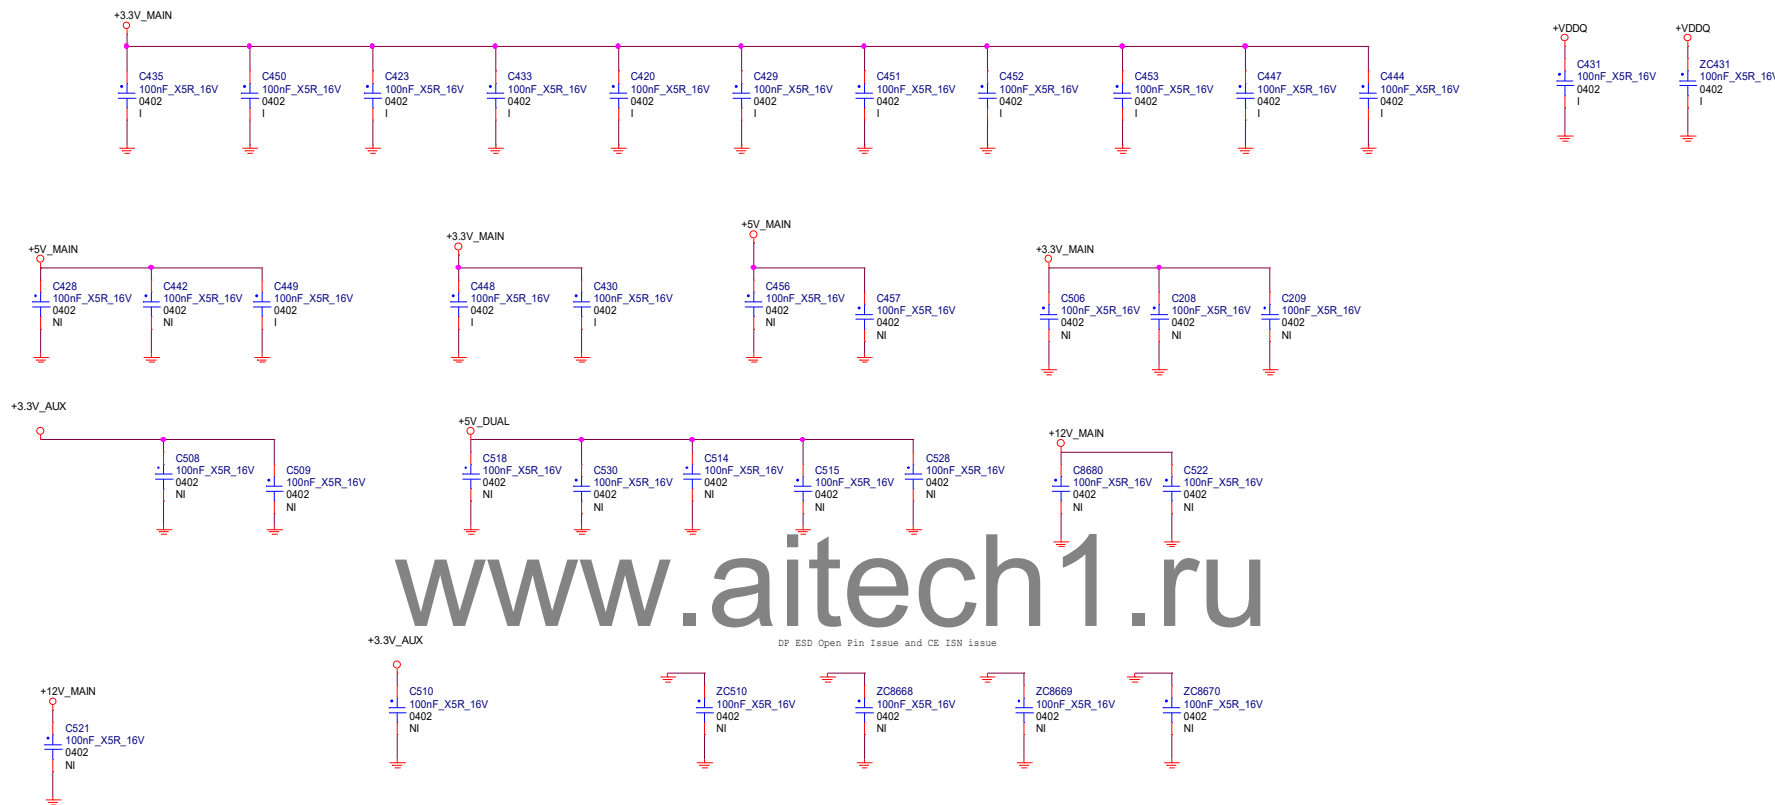 +3.3V_MAIN
C435
100nF_X5R_16V
0402
I
C450
100nF_X5R_16V
0402
I
C423
100nF_X5R_16V
0402
I
C433
100nF_X5R_16V
0402
I
C420
100nF_X5R_16V
0402
I
C429
100nF_X5R_16V
0402
I
C451
100nF_X5R_16V
0402
I
C452
100nF_X5R_16V
0402
I
C453
100nF_X5R_16V
0402
I
C447
100nF_X5R_16V
0402
I
C444
100nF_X5R_16V
0402
I
+VDDQ
C431
100nF_X5R_16V
0402
I
+VDDQ
ZC431
100nF_X5R_16V
0402
I
+5V_MAIN
C428
100nF_X5R_16V
0402
NI
C442
100nF_X5R_16V
0402
NI
C449
100nF_X5R_16V
0402
I
+3.3V_MAIN
C448
100nF_X5R_16V
0402
I
C430
100nF_X5R_16V
0402
I
+5V_MAIN
C456
100nF_X5R_16V
0402
NI
C457
100nF_X5R_16V
0402
NI
+3.3V_MAIN
C506
100nF_X5R_16V
0402
NI
C208
100nF_X5R_16V
0402
NI
C209
100nF_X5R_16V
0402
NI
+3.3V_AUX
C508
100nF_X5R_16V
0402
NI
C509
100nF_X5R_16V
0402
NI
+5V_DUAL
C518
100nF_X5R_16V
0402
NI
C530
100nF_X5R_16V
0402
NI
C514
100nF_X5R_16V
0402
NI
C515
100nF_X5R_16V
0402
NI
C528
100nF_X5R_16V
0402
NI
+12V_MAIN
C8680
100nF_X5R_16V
0402
NI
C522
100nF_X5R_16V
0402
NI
www.aitech1.ru
DP ESD Open Pin Issue and CE ISN issue
+12V_MAIN
C521
100nF_X5R_16V
0402
NI
+3.3V_AUX
C510
100nF_X5R_16V
0402
NI
ZC510
100nF_X5R_16V
0402
NI
ZC8668
100nF_X5R_16V
0402
NI
ZC8669
100nF_X5R_16V
0402
NI
ZC8670
100nF_X5R_16V
0402
NI